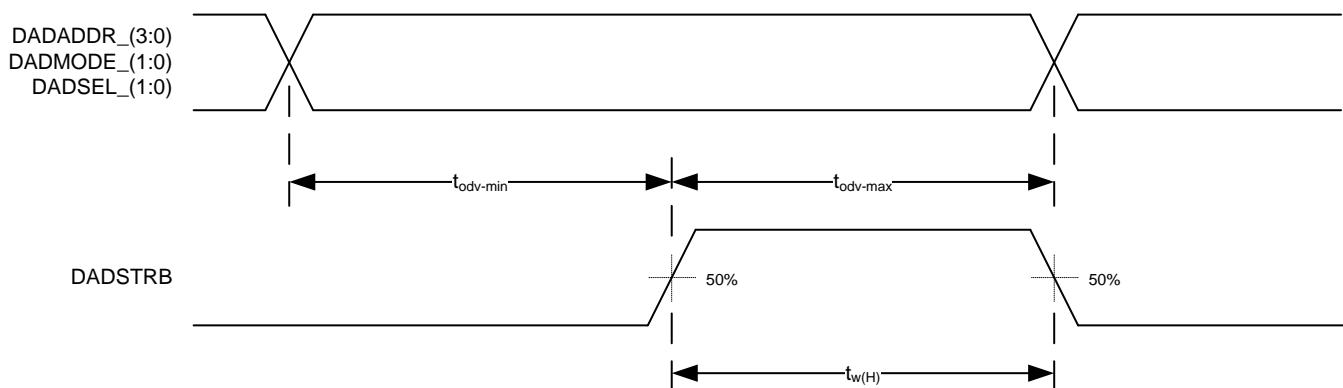 DADADDR_(3:0)
DADMODE_(1:0)
DADSEL_(1:0)
todv-min
todv-max
DADSTRB
50%
50%
tw(H)